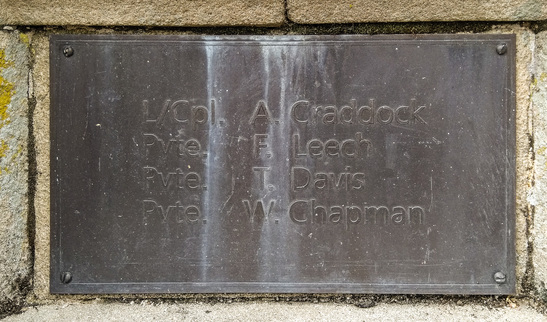 L/Cpl. A. Craddock
Pvte. F. Leech
Pvte. T. Davis
Pvte. W. Chapman